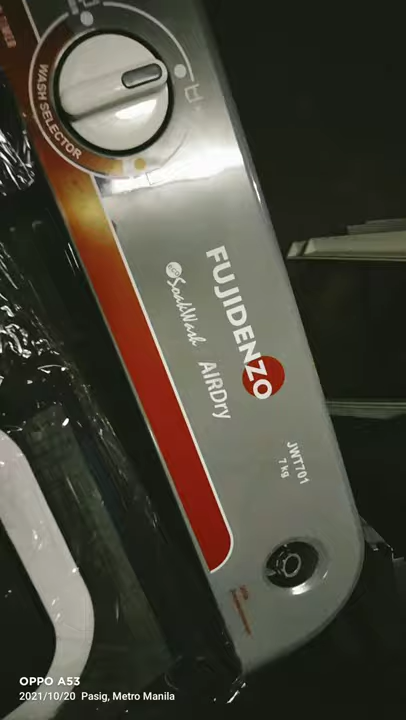 WASH SELECTOR
FUJIDENZO
SoakWash AIRDry
JWT701
7 kg
OPPO A53
2021/10/20 Pasig, Metro Manila